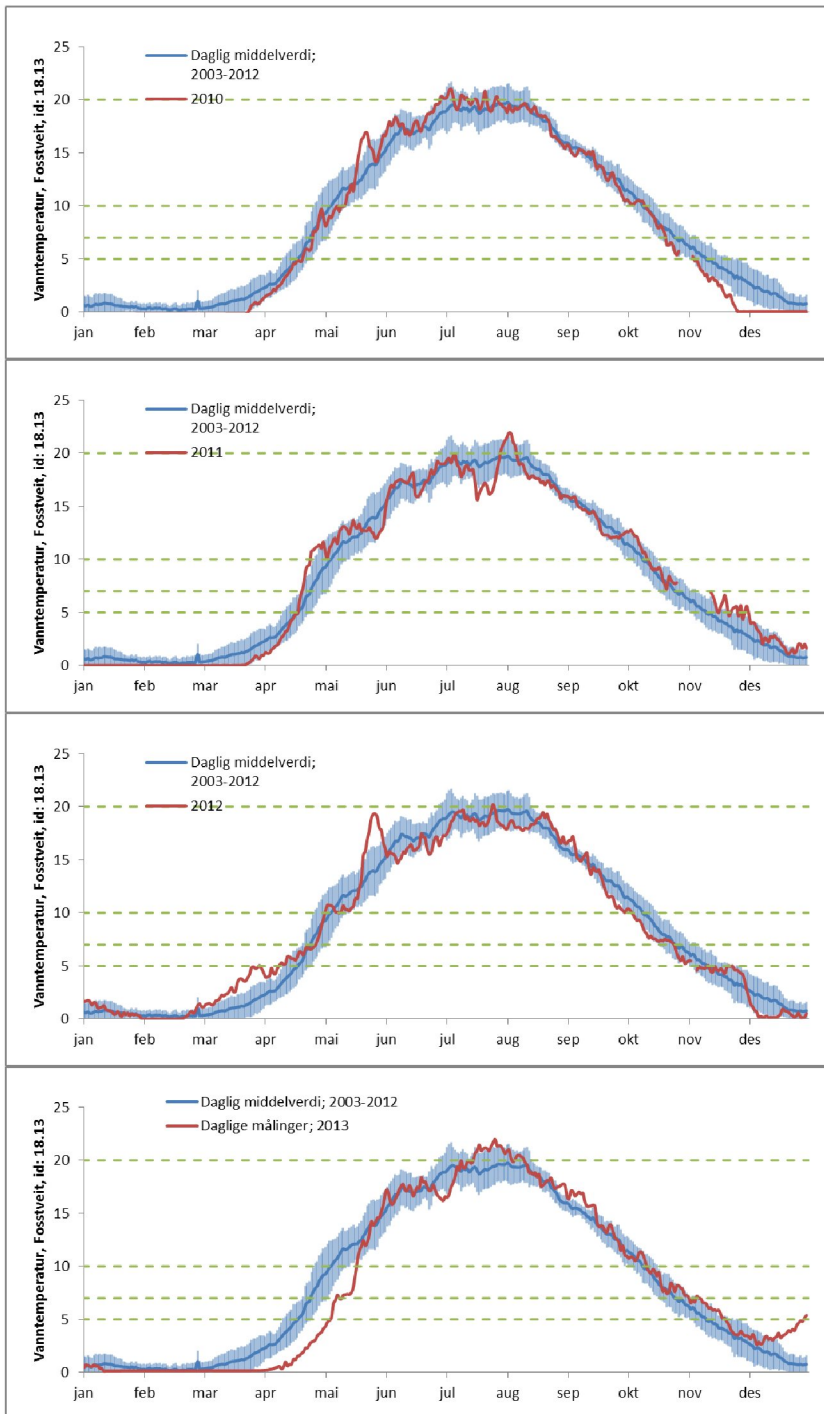 Vanntemperatur, Fosstveit, id: 18.13
25
20
15
10
5
0
Daglig middelverdi;
2003-2012
2010
jan feb mar apr mai jun jul aug sep okt nov des
Vanntemperatur, Fosstveit, id: 18.13
25
20
15
10
5
0
Daglig middelverdi;
2003-2012
2011
jan feb mar apr mai jun jul aug sep okt nov des
Vanntemperatur, Fosstveit, id: 18.13
25
20
15
10
5
0
Daglig middelverdi;
2003-2012
2012
jan feb mar apr mai jun jul aug sep okt nov des
Vanntemperatur, Fosstveit, id: 18.13
25
20
15
10
5
0
Daglig middelverdi; 2003-2012
Daglige målinger; 2013
jan feb mar apr mai jun jul aug sep okt nov des